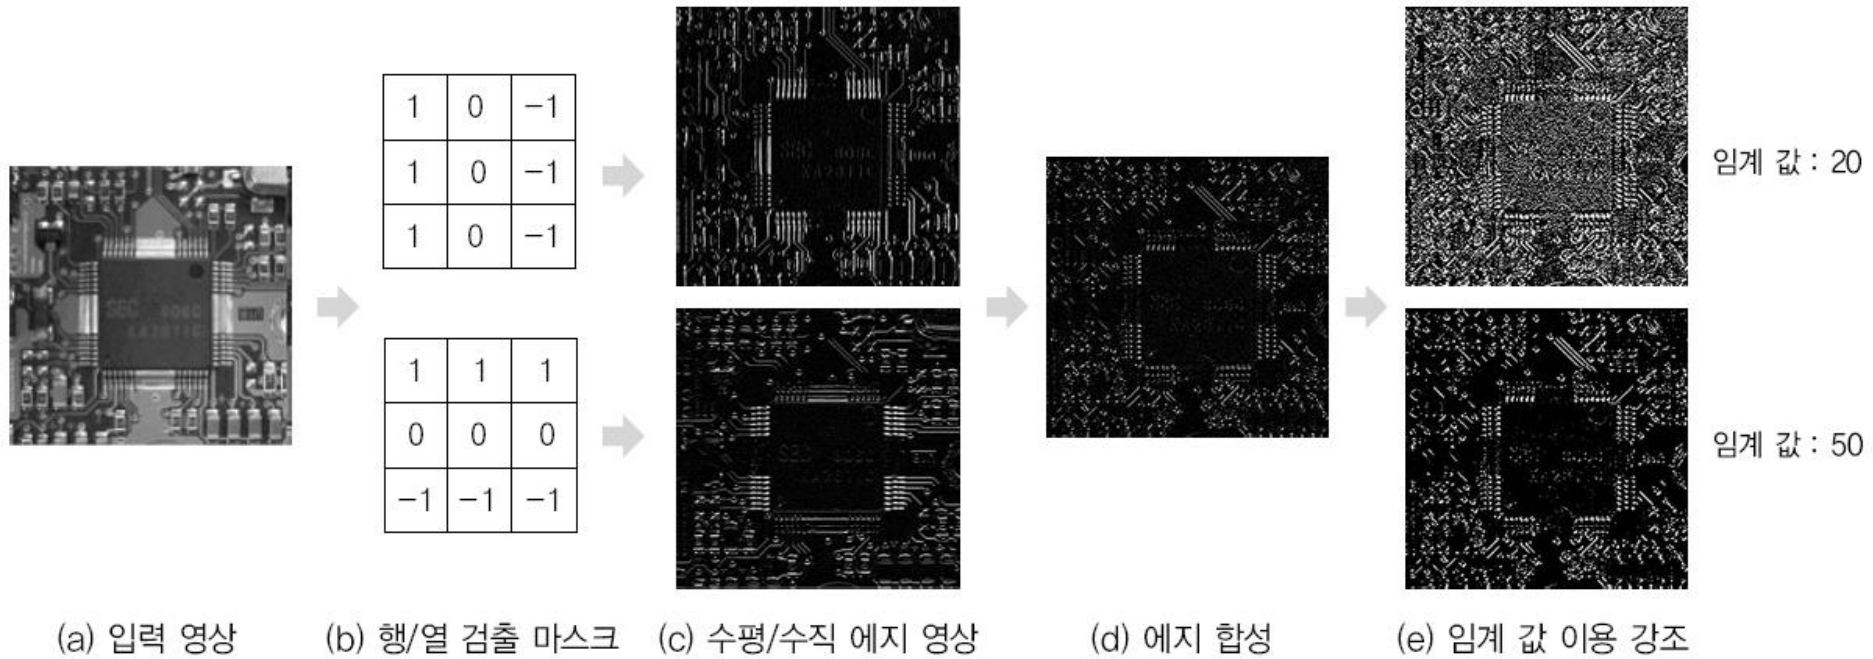 1 0 -1
1 0 -1
1 0 -1
1 1 1
0 0 0
-1 -1 -1
임계 값 : 20
임계 값 : 50
(a) 입력 영상
(b) 행/열 검출 마스크
(c) 수평/수직 에지 영상
(d) 에지 합성
(e) 임계 값 이용 강조